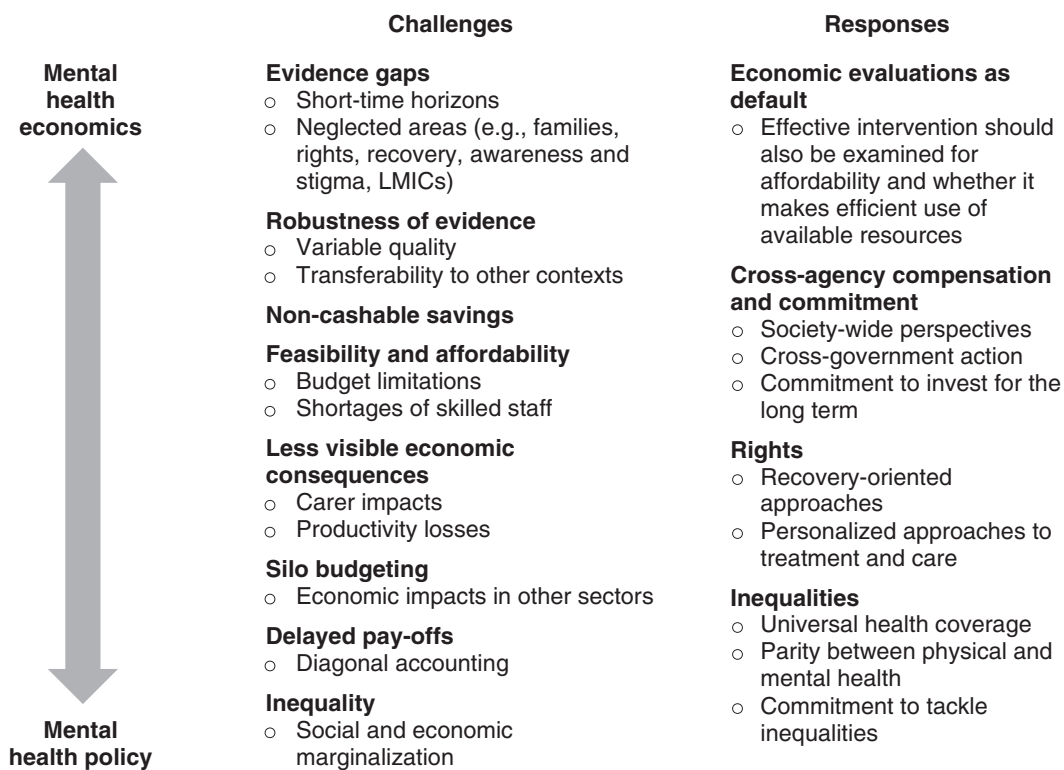 Challenges
Responses
Mental
health
economics
Mental
health policy
Evidence gaps
○ Short-time horizons
○ Neglected areas (e.g., families,
rights, recovery, awareness and
stigma, LMICs)
Robustness of evidence
○ Variable quality
○ Transferability to other contexts
Non-cashable savings
Feasibility and affordability
○ Budget limitations
○ Shortages of skilled staff
Less visible economic
consequences
○ Carer impacts
○ Productivity losses
Silo budgeting
○ Economic impacts in other sectors
Delayed pay-offs
○ Diagonal accounting
Inequality
○ Social and economic
marginalization
Economic evaluations as
default
○ Effective intervention should
also be examined for
affordability and whether it
makes efficient use of
available resources
Cross-agency compensation
and commitment
○ Society-wide perspectives
○ Cross-government action
○ Commitment to invest for the
long term
Rights
○ Recovery-oriented
approaches
○ Personalized approaches to
treatment and care
Inequalities
○ Universal health coverage
○ Parity between physical and
mental health
○ Commitment to tackle
inequalities